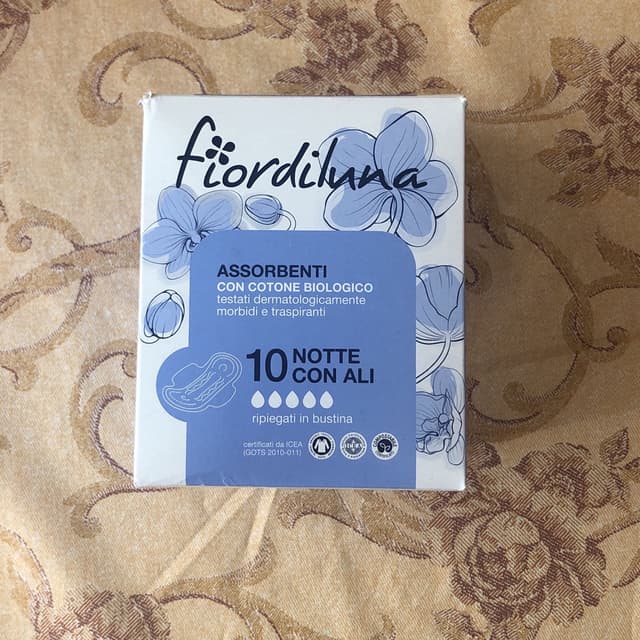 fiordiluna
ASSORBENTI
CON COTONE BIOLOGICO
testati dermatologicamente
morbidi e traspiranti
10 NOTTE
CON ALI
ripiegati in bustina
certificati da ICEA
(GOTS 2010-011)